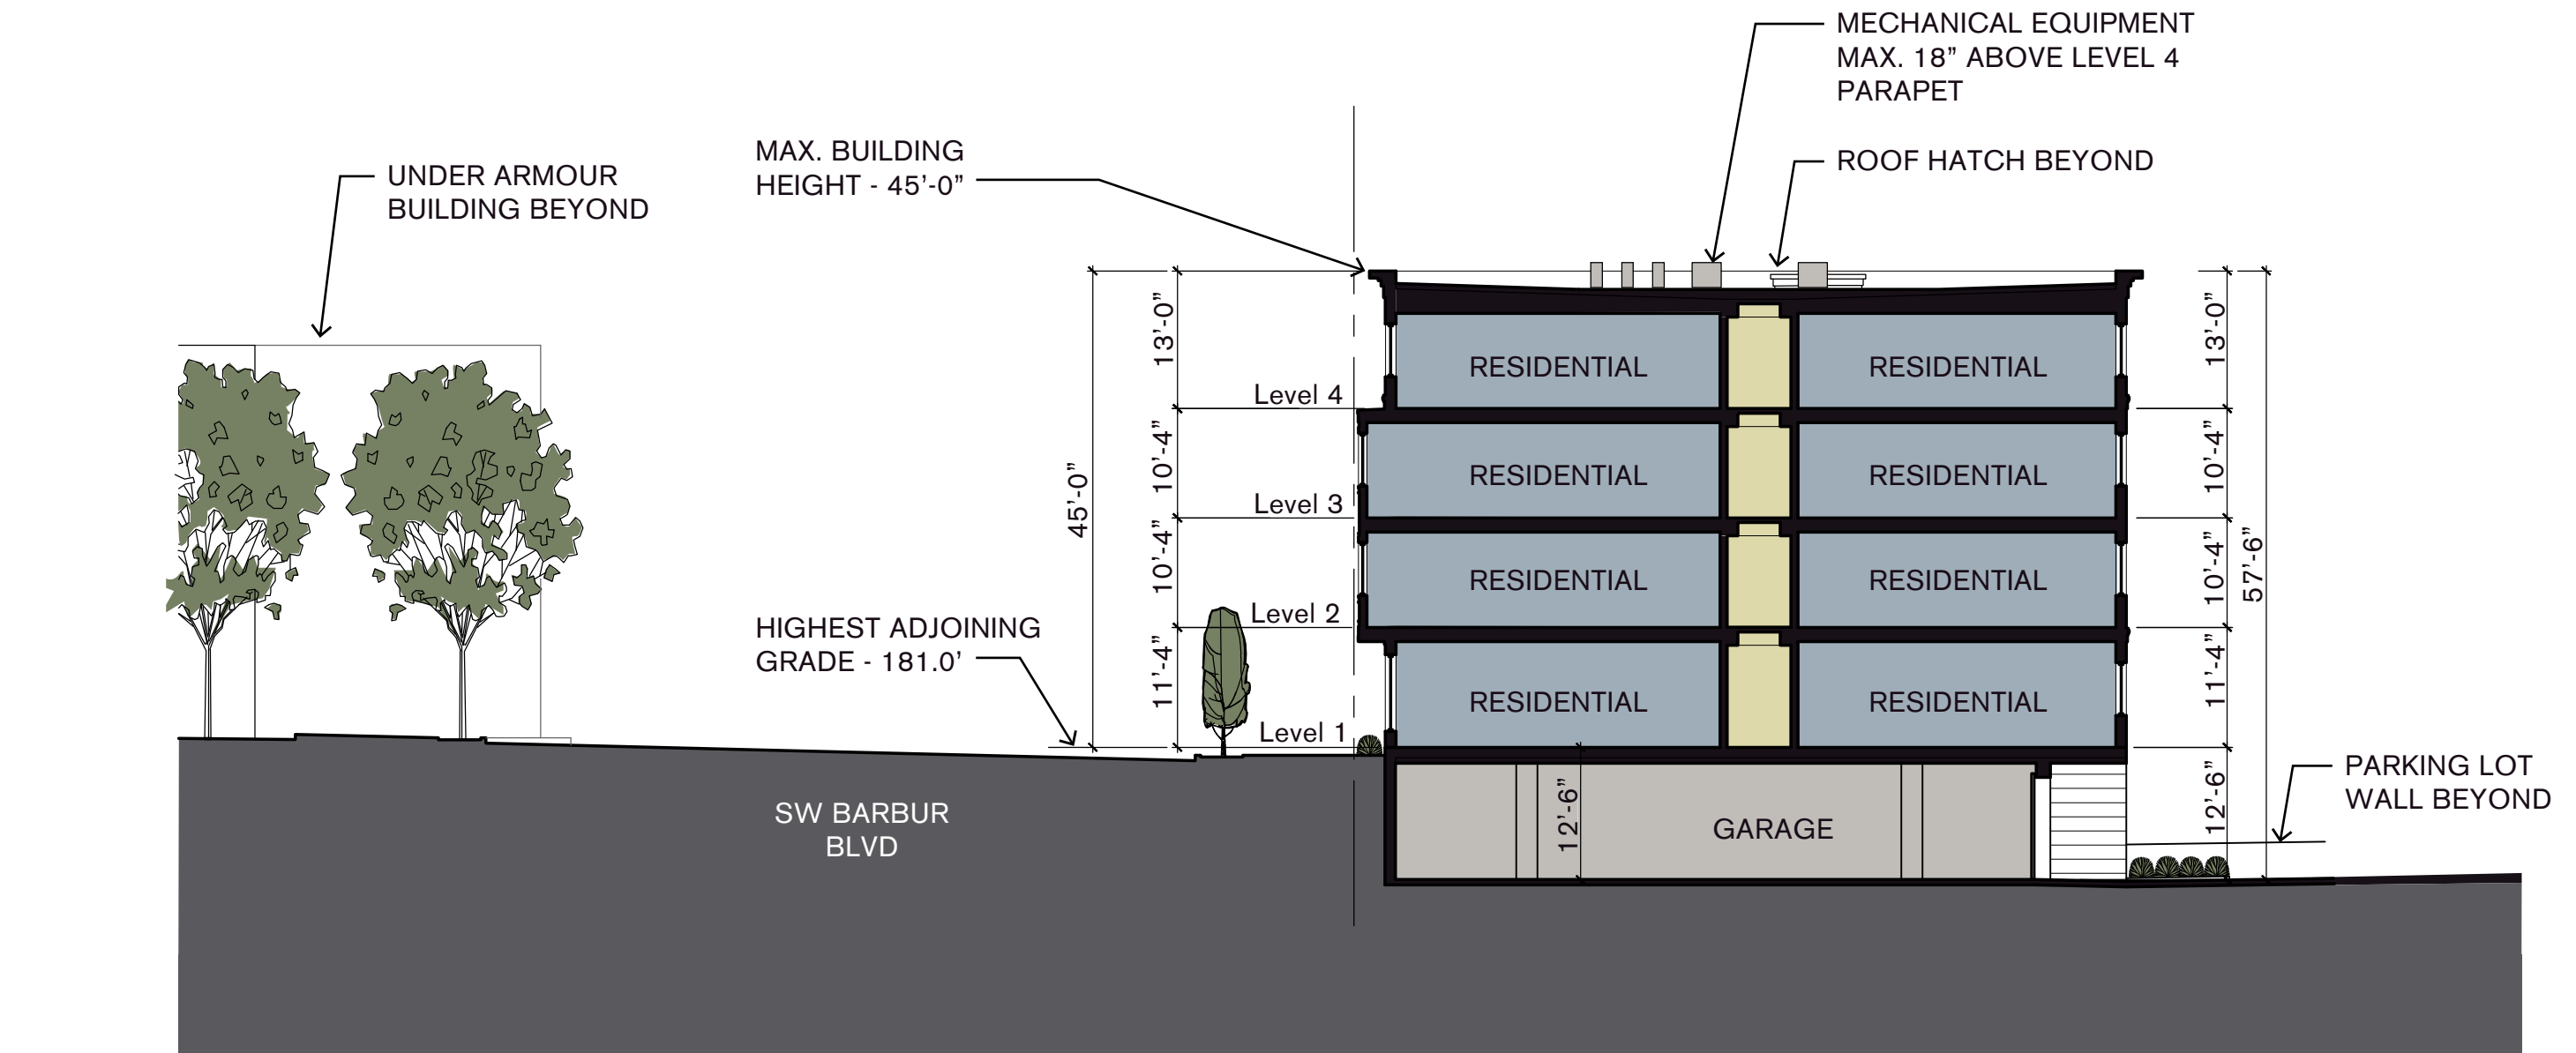 MECHANICAL EQUIPMENT
MAX. 18” ABOVE LEVEL 4
PARAPET
ROOF HATCH BEYOND
MAX. BUILDING
HEIGHT - 45’-0”
UNDER ARMOUR
BUILDING BEYOND
13’-0”
13’-0”
RESIDENTIAL
RESIDENTIAL
Level 4
10’-4”
10’-4”
RESIDENTIAL
RESIDENTIAL
45’-0”
Level 3
10’-4”
10’-4”
57’-6”
RESIDENTIAL
RESIDENTIAL
Level 2
HIGHEST ADJOINING
GRADE - 181.0’
11’-4”
11’-4”
RESIDENTIAL
RESIDENTIAL
Level 1
PARKING LOT
WALL BEYOND
12’-6”
12’-6”
GARAGE
SW BARBUR
BLVD